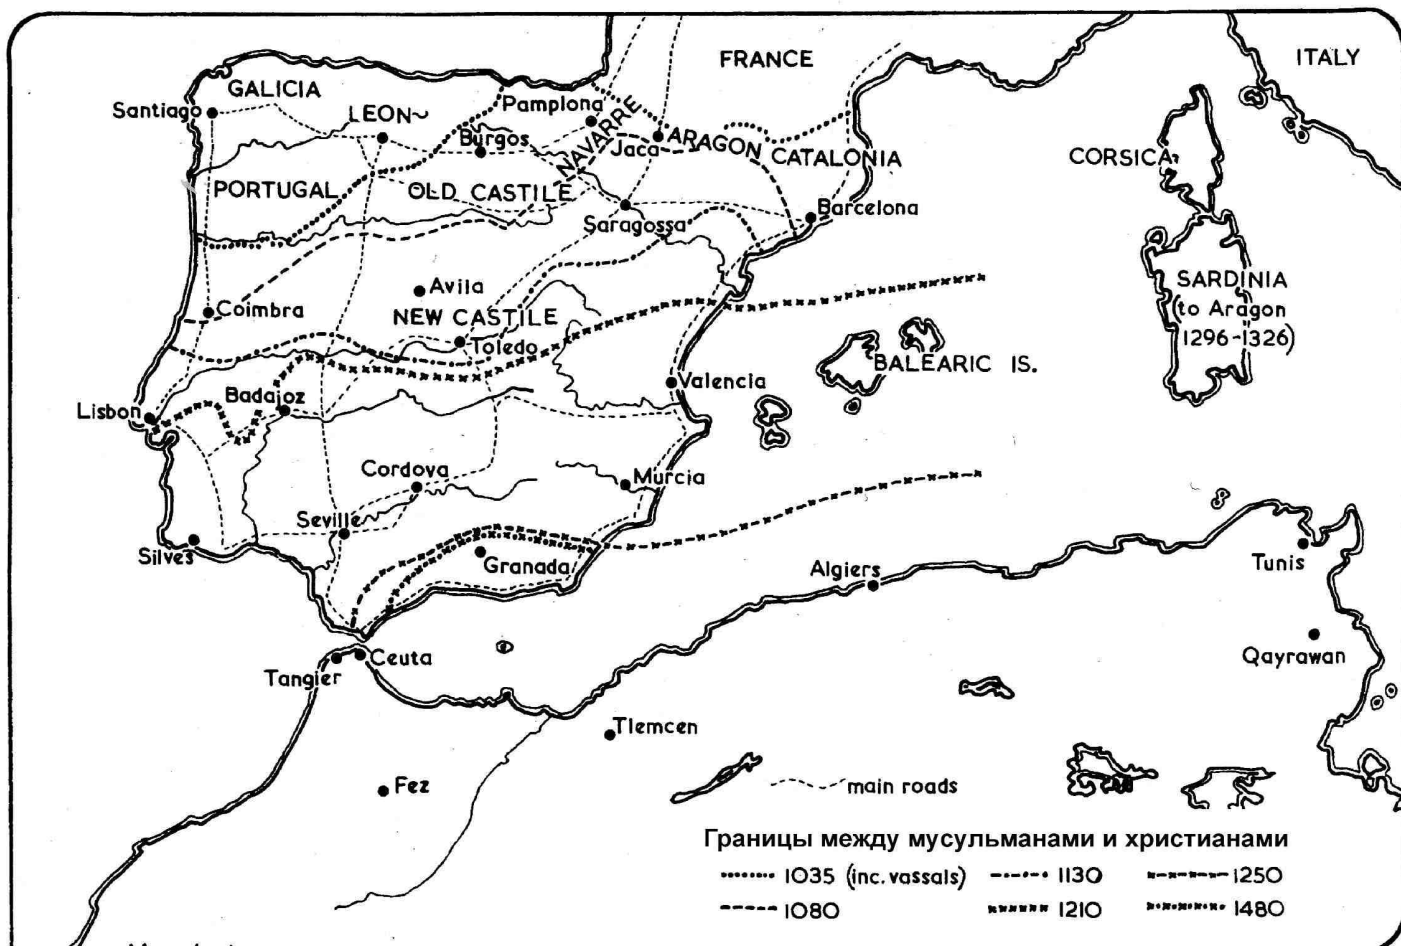 FRANCE
ITALY
GALICIA
Santiago
LEON
Pamplona
Burgos
NAVARRE
Jaca
ARAGON
CATALONIA
CORSICA
PORTUGAL
OLD CASTILE
Saragossa
Barcelona
SARDINIA
(to Aragon
1296-1326)
Avila
Coimbra
NEW CASTILE
Toledo
BALEARIC IS.
Valencia
Badajoz
Lisbon
Cordova
Murcia
Seville
Silves
Granada
Algiers
Tunis
Ceuta
Tangier
Qayrawan
Tlemcen
Fez
main roads
Границы между мусульманами и христианами
1035 (inc. vassals)
1130
1250
1080
1210
1480